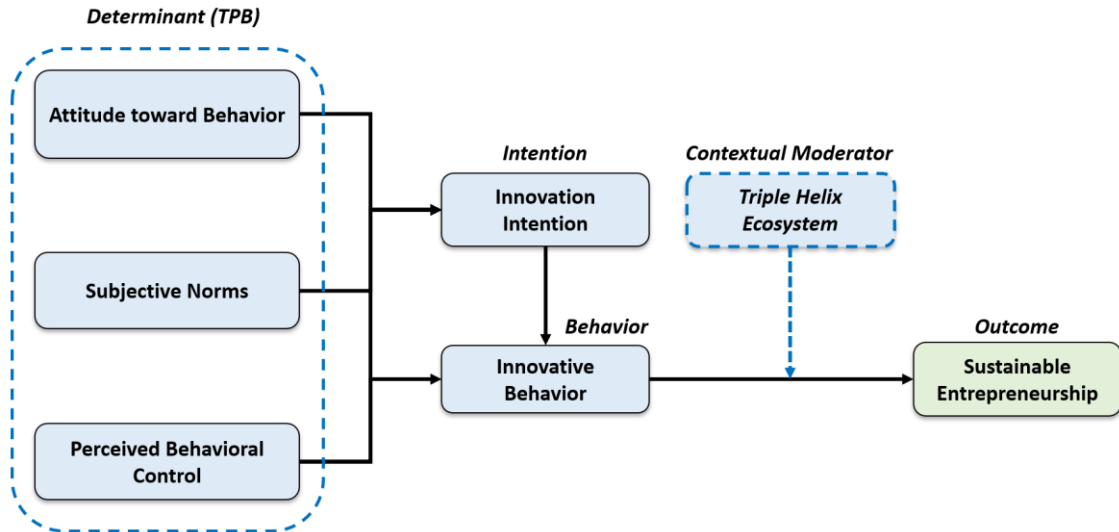 Determinant (TPB)
Attitude toward Behavior
Subjective Norms
Perceived Behavioral
Control
Intention
Innovation
Intention
Behavior
Innovative
Behavior
Contextual Moderator
Triple Helix
Ecosystem
Outcome
Sustainable
Entrepreneurship